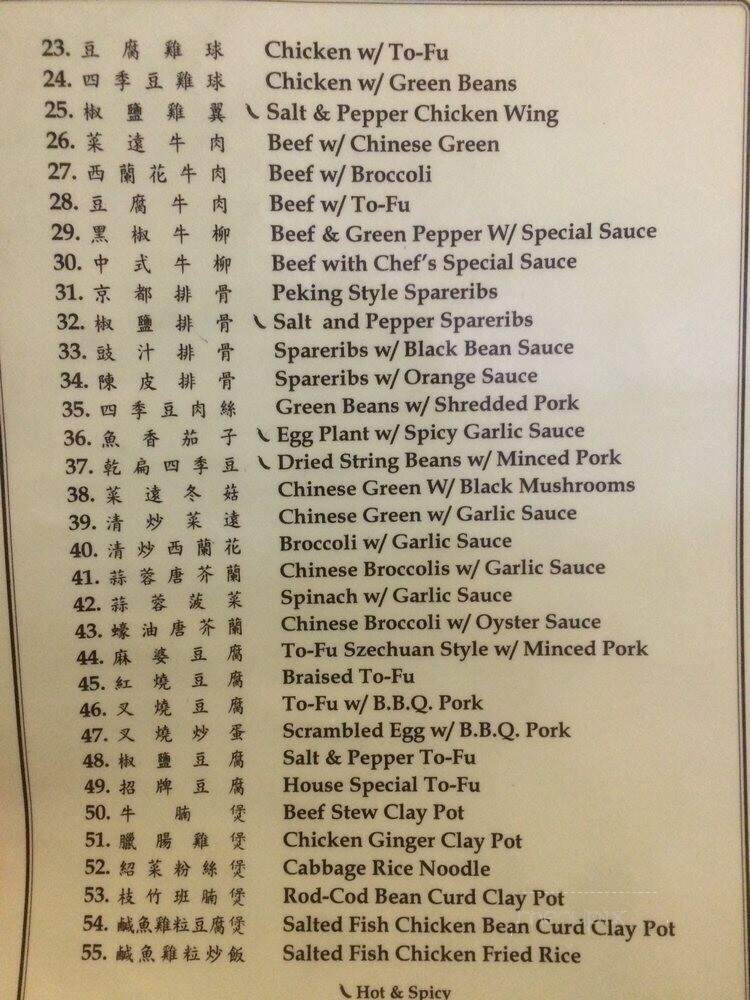 23. 豆腐雞球 Chicken w/ To-Fu
24. 四季豆雞球 Chicken w/ Green Beans
25. 椒鹽雞翼 Salt & Pepper Chicken Wing
26. 菜遠牛肉 Beef w/ Chinese Green
27. 西蘭花牛肉 Beef w/ Broccoli
28. 豆腐牛肉 Beef w/ To-Fu
29. 黑椒牛柳 Beef & Green Pepper W/ Special Sauce
30. 中式牛柳 Beef with Chef's Special Sauce
31. 京都排骨 Peking Style Spareribs
32. 椒鹽排骨 Salt and Pepper Spareribs
33. 豉汁排骨 Spareribs w/ Black Bean Sauce
34. 陳皮排骨 Spareribs w/ Orange Sauce
35. 四季豆肉絲 Green Beans w/ Shredded Pork
36. 魚香茄子 Egg Plant w/ Spicy Garlic Sauce
37. 乾扁四季豆 Dried String Beans w/ Minced Pork
38. 菜遠冬菇 Chinese Green W/ Black Mushrooms
39. 清炒菜遠 Chinese Green w/ Garlic Sauce
40. 清炒西蘭花 Broccoli w/ Garlic Sauce
41. 蒜蓉唐芥蘭 Chinese Broccolis w/ Garlic Sauce
42. 蒜蓉菠菜 Spinach w/ Garlic Sauce
43. 蠔油唐芥蘭 Chinese Broccoli w/ Oyster Sauce
44. 麻婆豆腐 To-Fu Szechuan Style w/ Minced Pork
45. 紅燒豆腐 Braised To-Fu
46. 叉燒豆腐 To-Fu w/ B.B.Q. Pork
47. 叉燒炒蛋 Scrambled Egg w/ B.B.Q. Pork
48. 椒鹽豆腐 Salt & Pepper To-Fu
49. 招牌豆腐 House Special To-Fu
50. 牛腩煲 Beef Stew Clay Pot
51. 臘腸雞煲 Chicken Ginger Clay Pot
52. 紹菜粉絲煲 Cabbage Rice Noodle
53. 枝竹班腩煲 Rod-Cod Bean Curd Clay Pot
54. 鹹魚雞粒豆腐煲 Salted Fish Chicken Bean Curd Clay Pot
55. 鹹魚雞粒炒飯 Salted Fish Chicken Fried Rice
Hot & Spicy